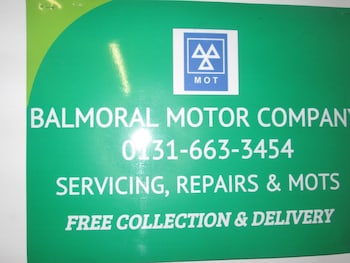 MOT
BALMORAL MOTOR COMPANY
0131-663-3454
SERVICING, REPAIRS & MOTS
FREE COLLECTION & DELIVERY